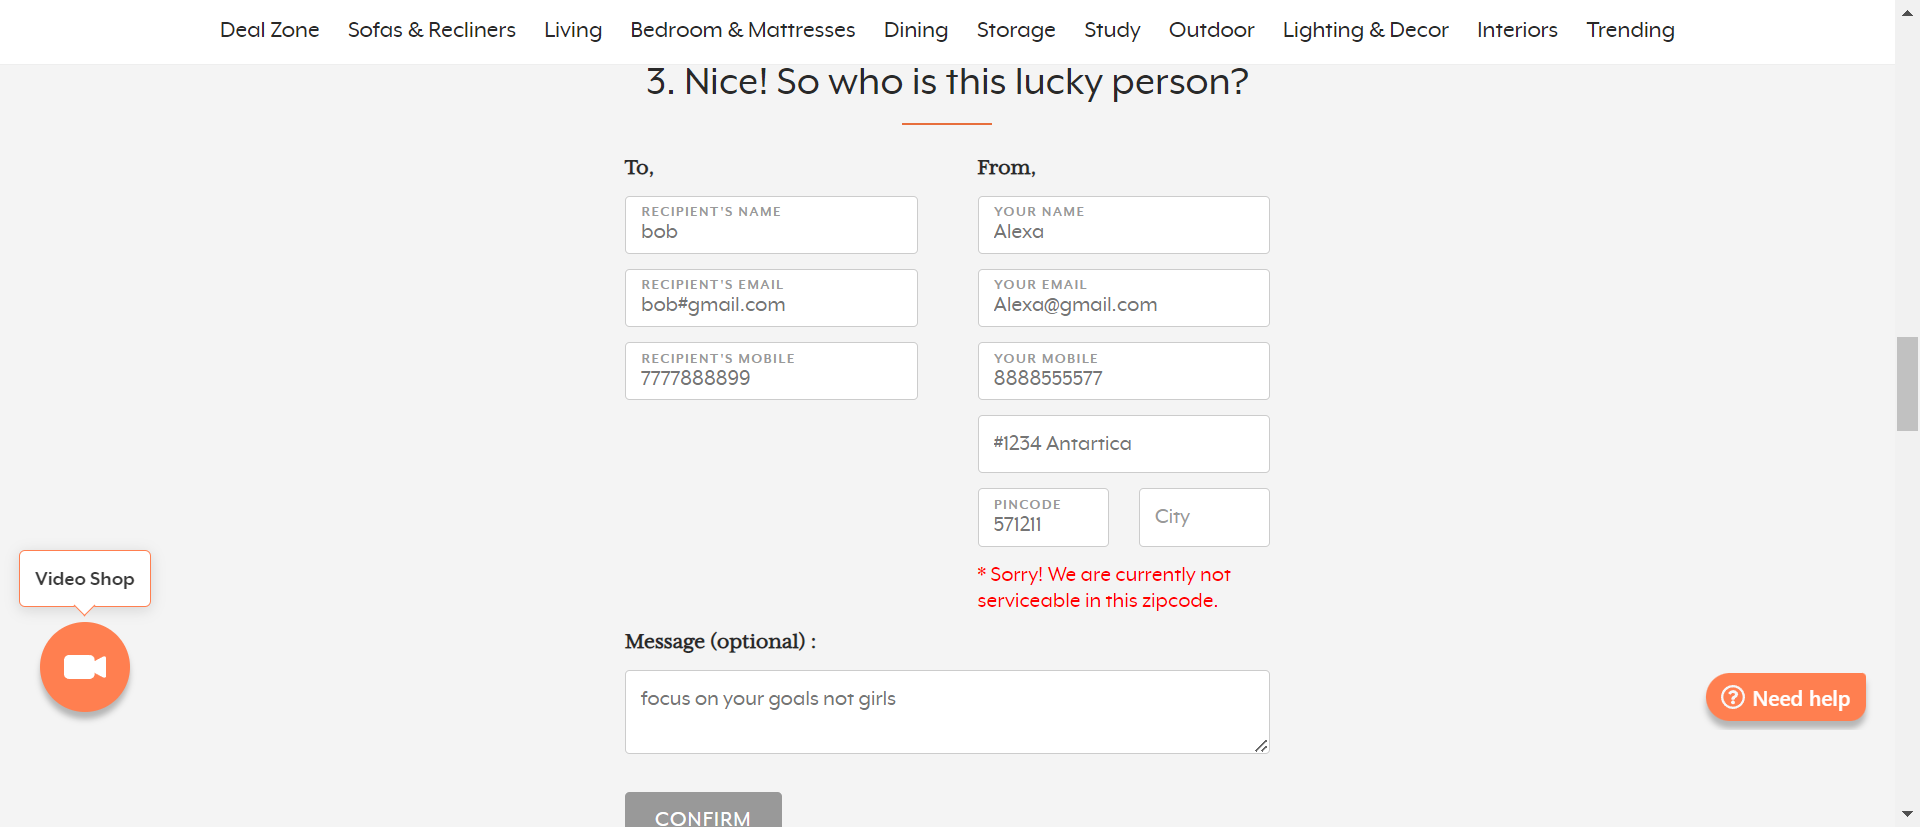 Deal Zone Sofas & Recliners Living Bedroom & Mattresses Dining Storage Study Outdoor Lighting & Decor Interiors Trending
3. Nice! So who is this lucky person?
To,
RECIPIENT'S NAME
bob
RECIPIENT'S EMAIL
bob#gmail.com
RECIPIENT'S MOBILE
7777888899
From,
YOUR NAME
Alexa
YOUR EMAIL
Alexa@gmail.com
YOUR MOBILE
8888555577
#1234 Antartica
PINCODE
571211
City
* Sorry! We are currently not
serviceable in this zipcode.
Message (optional) :
focus on your goals not girls
CONFIRM
Video Shop
Need help